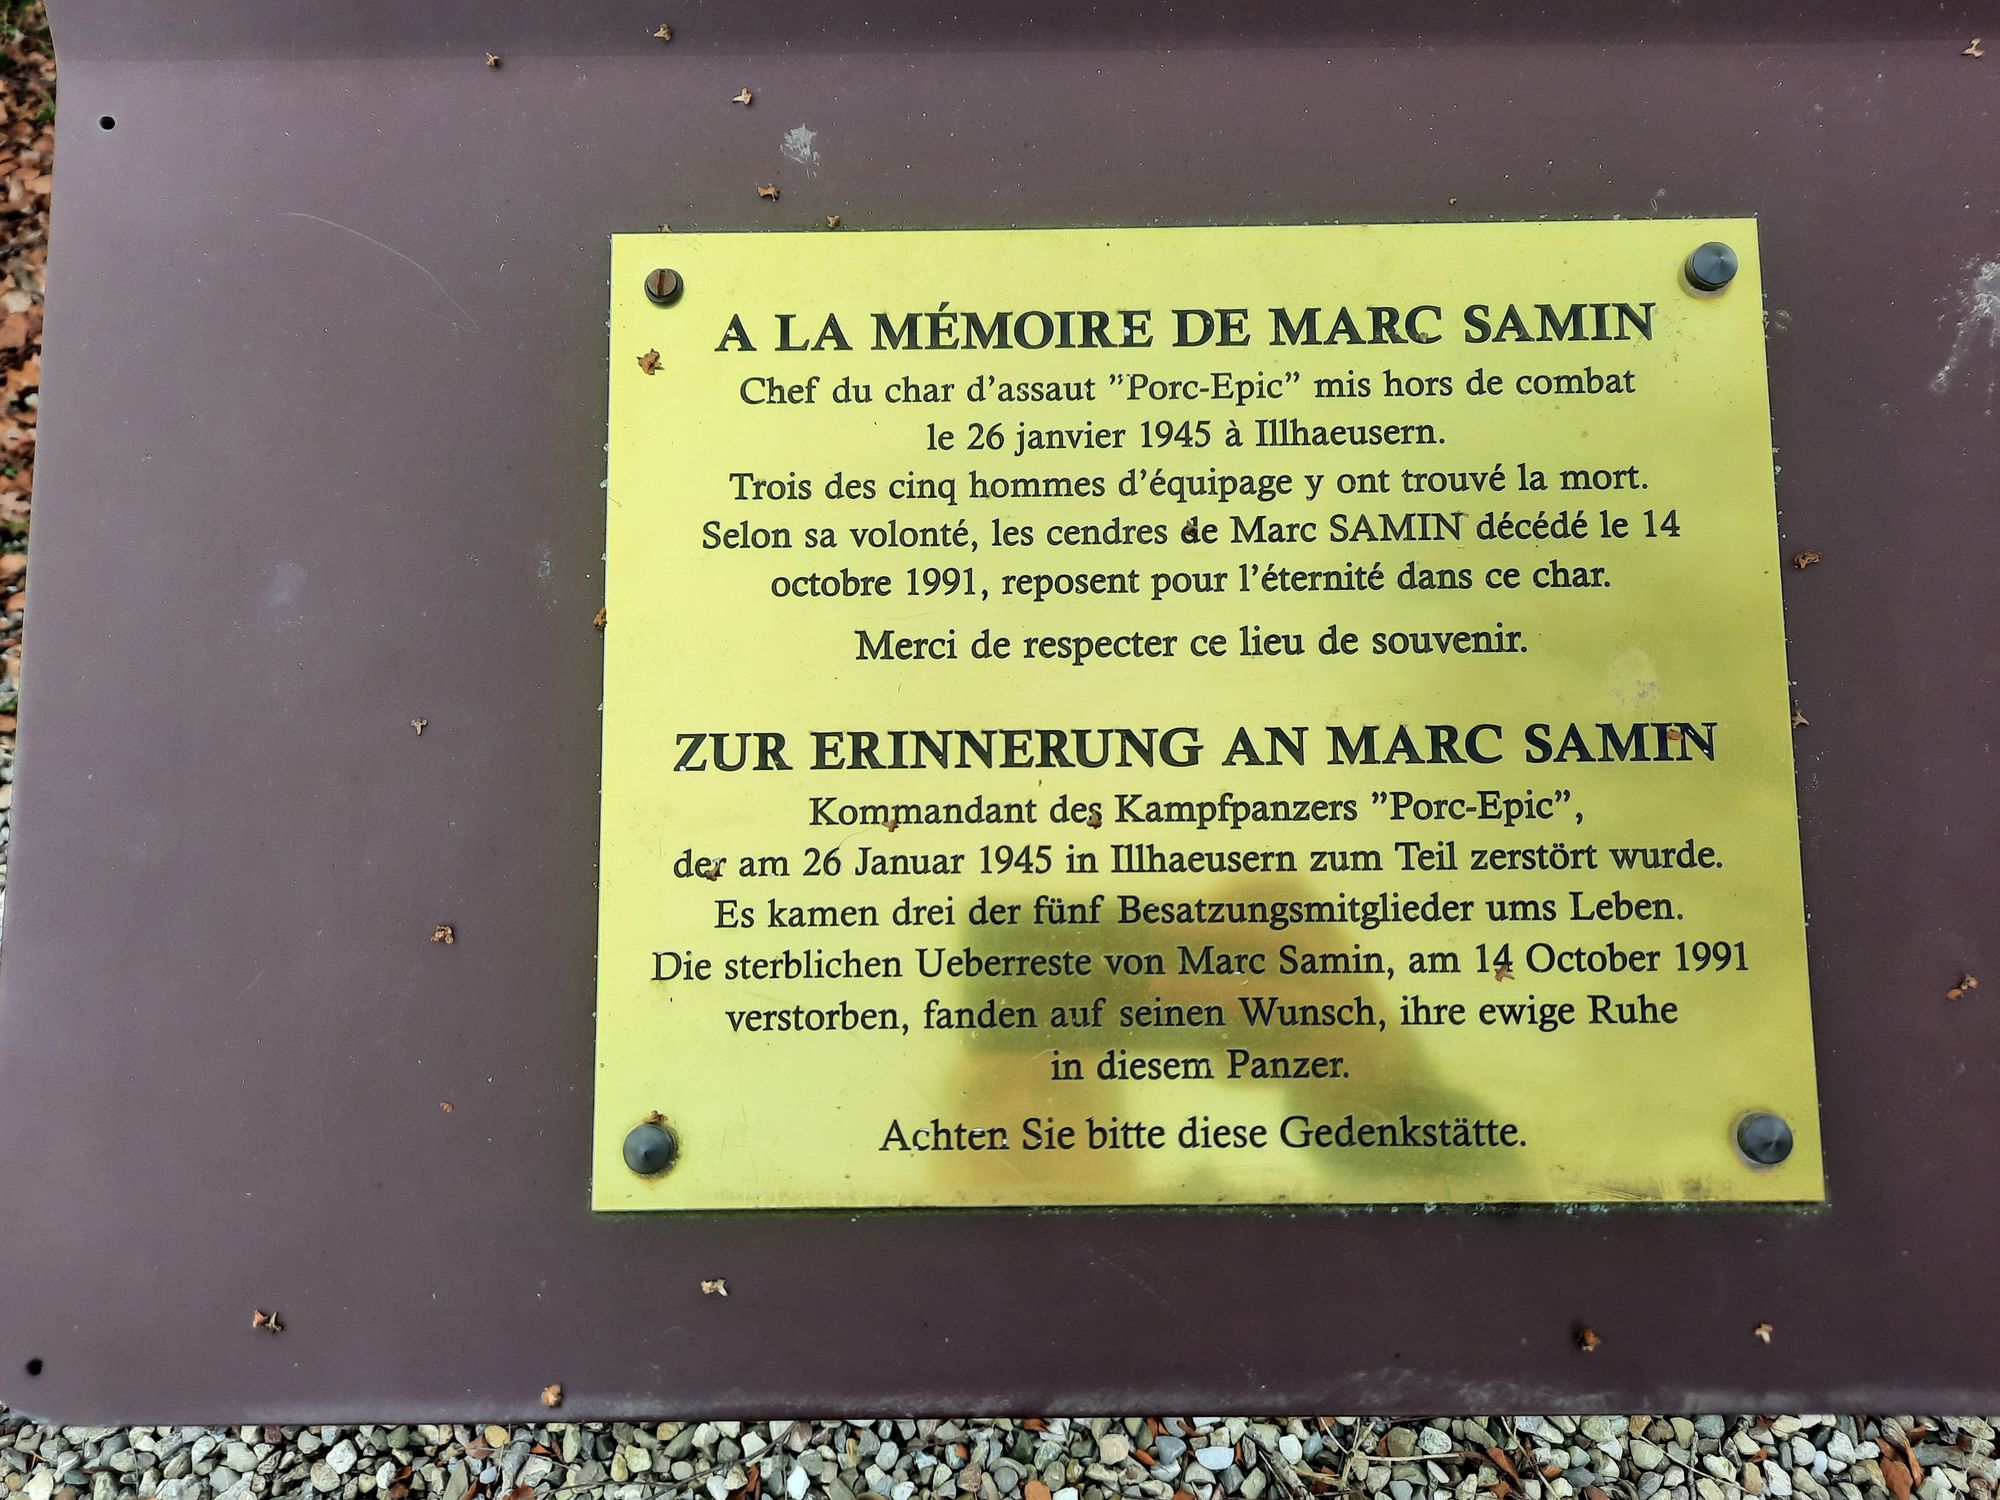 A LA MÉMOIRE DE MARC SAMIN
Chef du char d'assaut ”Porc-Epic” mis hors de combat
le 26 janvier 1945 à Illhaeusern.
Trois des cinq hommes d'équipage y ont trouvé la mort.
Selon sa volonté, les cendres de Marc SAMIN décédé le 14
octobre 1991, reposent pour l'éternité dans ce char.
Merci de respecter ce lieu de souvenir.
ZUR ERINNERUNG AN MARC SAMIN
Kommandant des Kampfpanzers ”Porc-Epic”,
der am 26 Januar 1945 in Illhaeusern zum Teil zerstört wurde.
Es kamen drei der fünf Besatzungsmitglieder ums Leben.
Die sterblichen Ueberreste von Marc Samin, am 14 October 1991
verstorben, fanden auf seinen Wunsch, ihre ewige Ruhe
in diesem Panzer.
Achten Sie bitte diese Gedenkstätte.